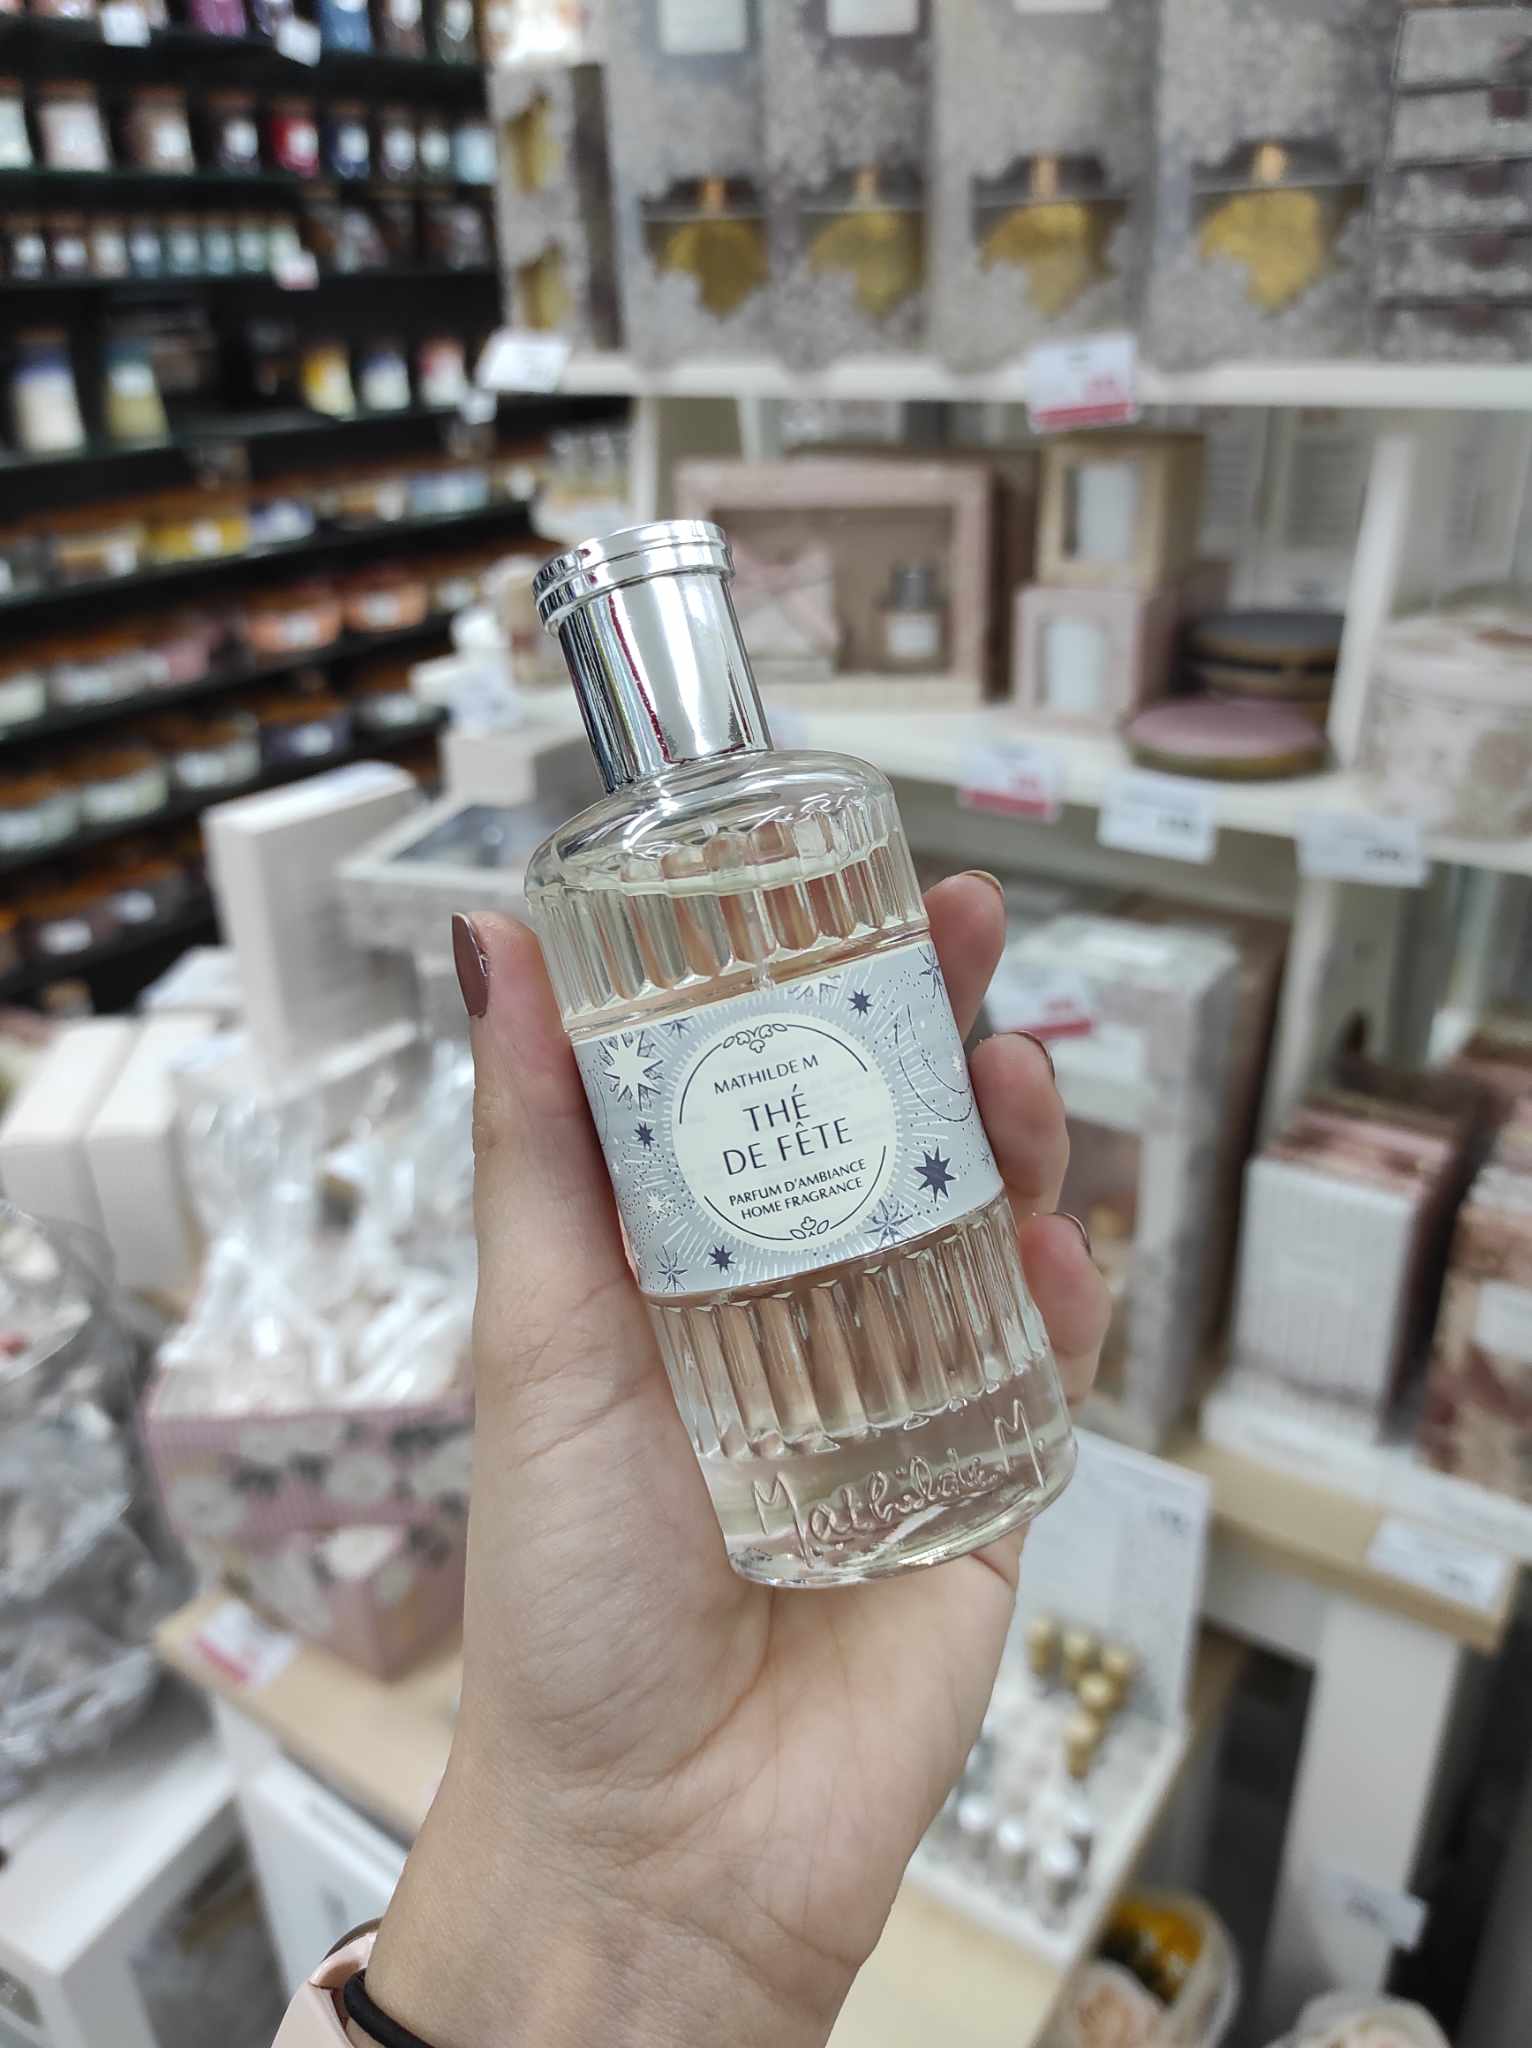 MATHILDE M
THÉ
DE FÊTE
PARFUM D'AMBIANCE
HOME FRAGRANCE
Mathilde M.